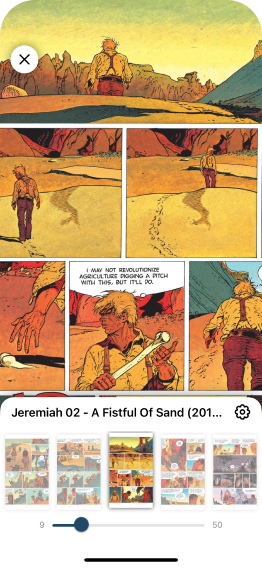 I MAY NOT REVOLUTIONIZE
AGRICULTURE DIGGING A PITCH
WITH THIS, BUT IT'LL DO.
Jeremiah 02 - A Fistful Of Sand (201...
9
50